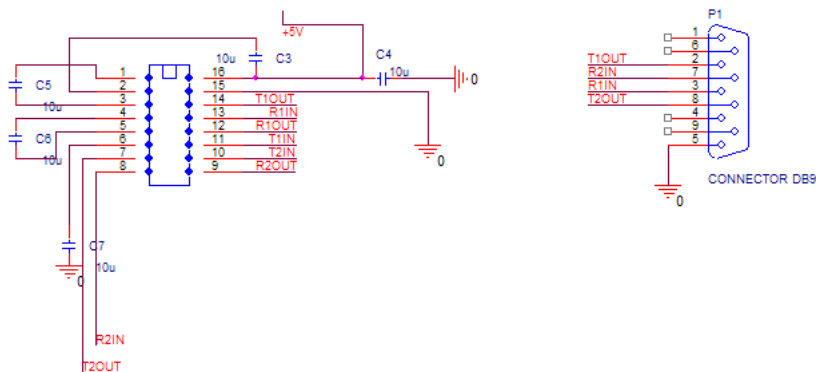 +5V
10u C3
C4
10u
0
C5
10u
C6
10u
1 16
2 15
3 14 T1OUT
4 13 R1IN
5 12 R1OUT
6 11 T1IN
7 10 T2IN
8 9 R2OUT
0
C7
0
10u
R2IN
T2OUT
P1
1
6
T1OUT 2
R2IN 7
R1IN 3
T2OUT 8
4
9
5
0
CONNECTOR DB9